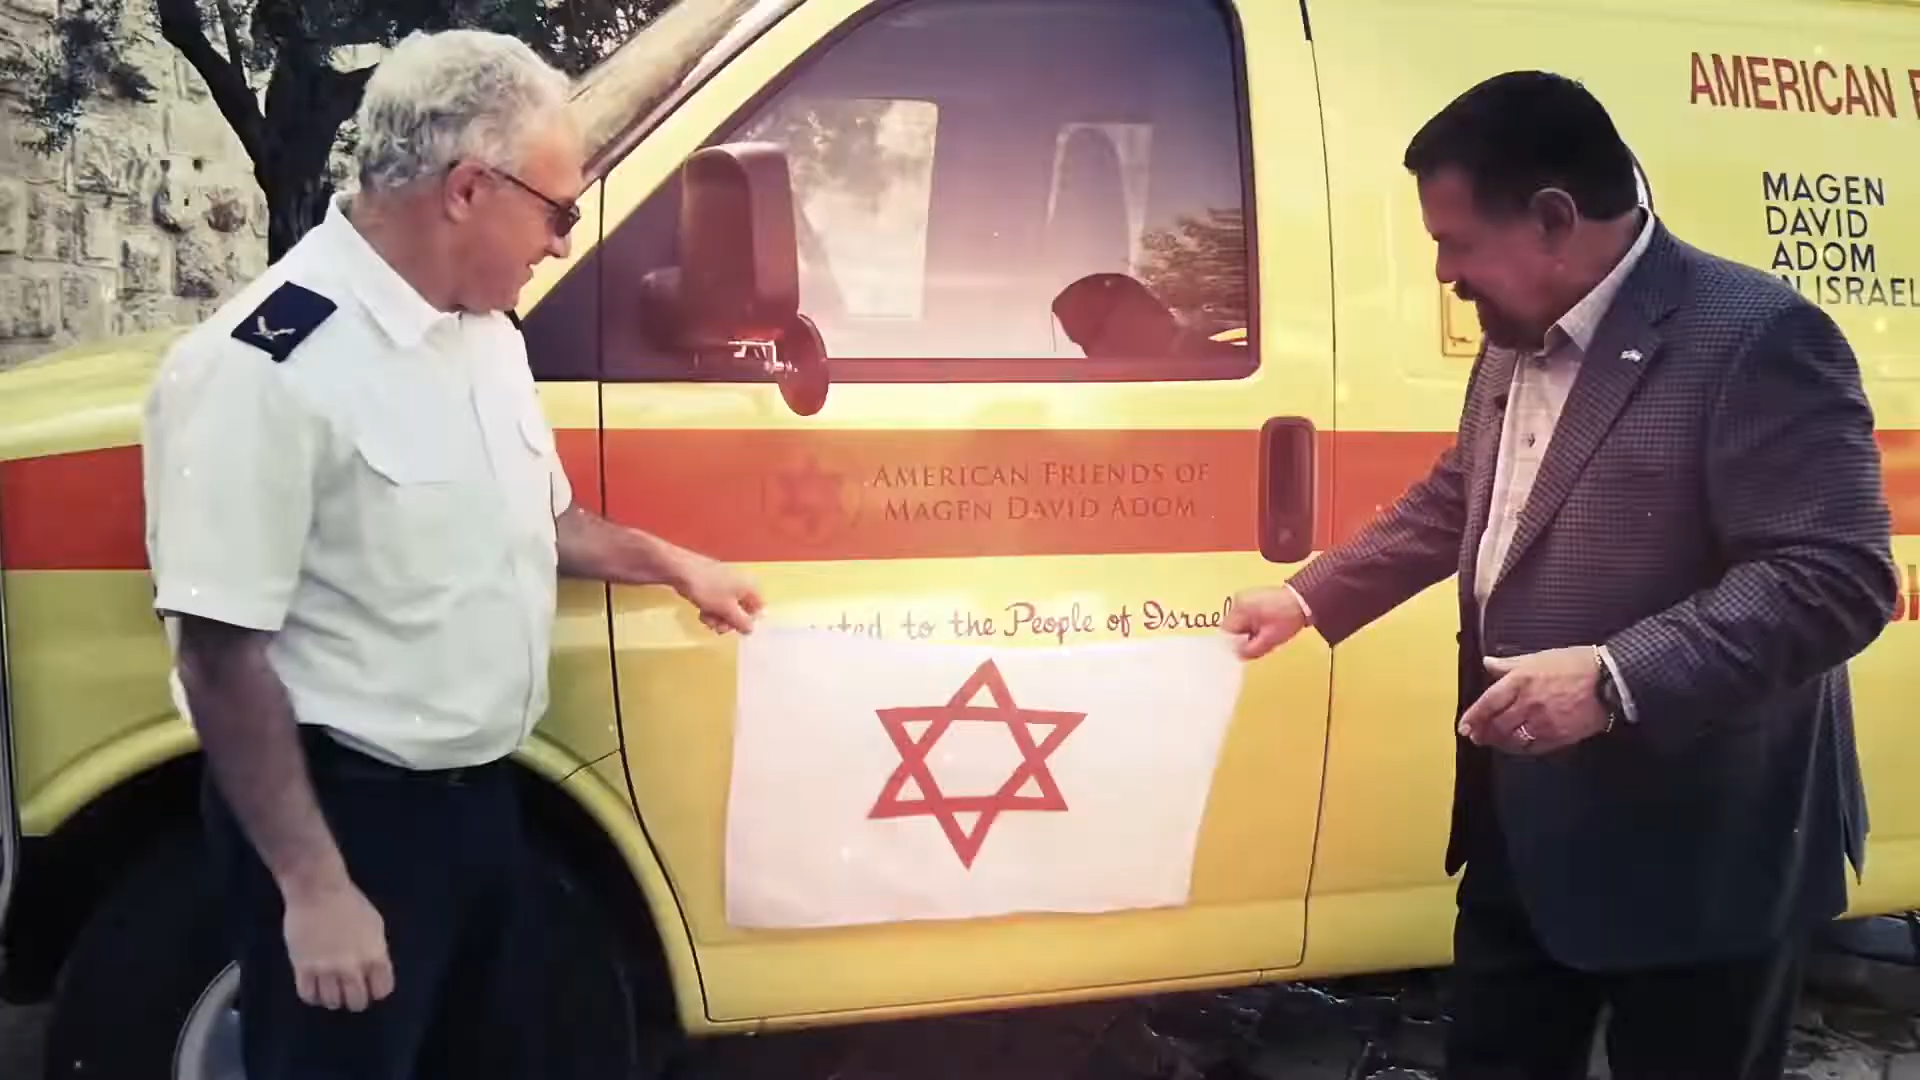 AMERICAN
MAGEN
DAVID
ADOM
ISRAEL
AMERICAN FRIENDS OF
MAGEN DAVID ADOM
to the People of Israel